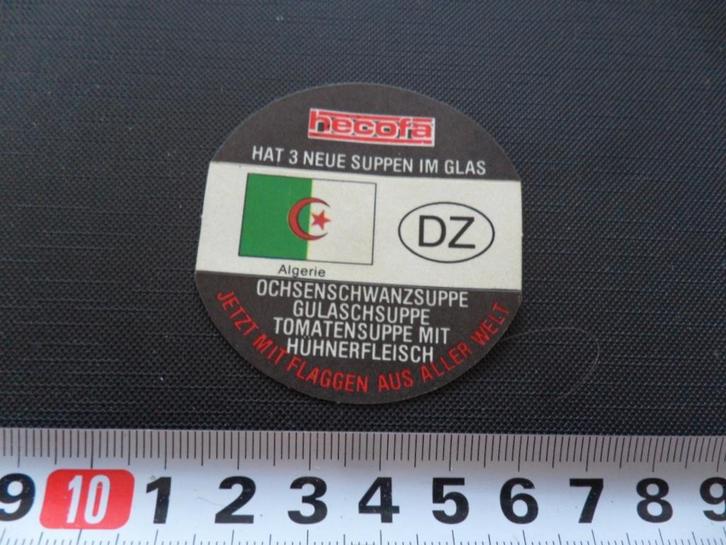 hecofa
HAT 3 NEUE SUPPEN IM GLAS
DZ
Algerie
OCHSENSCHWANZSUPPE
GULASCHSUPPE
TOMATENSUPPE MIT
HÜHNERFLEISCH
JETZT MIT FLAGGEN AUS ALLER WELT
9 10 1 2 3 4 5 6 7 8 9